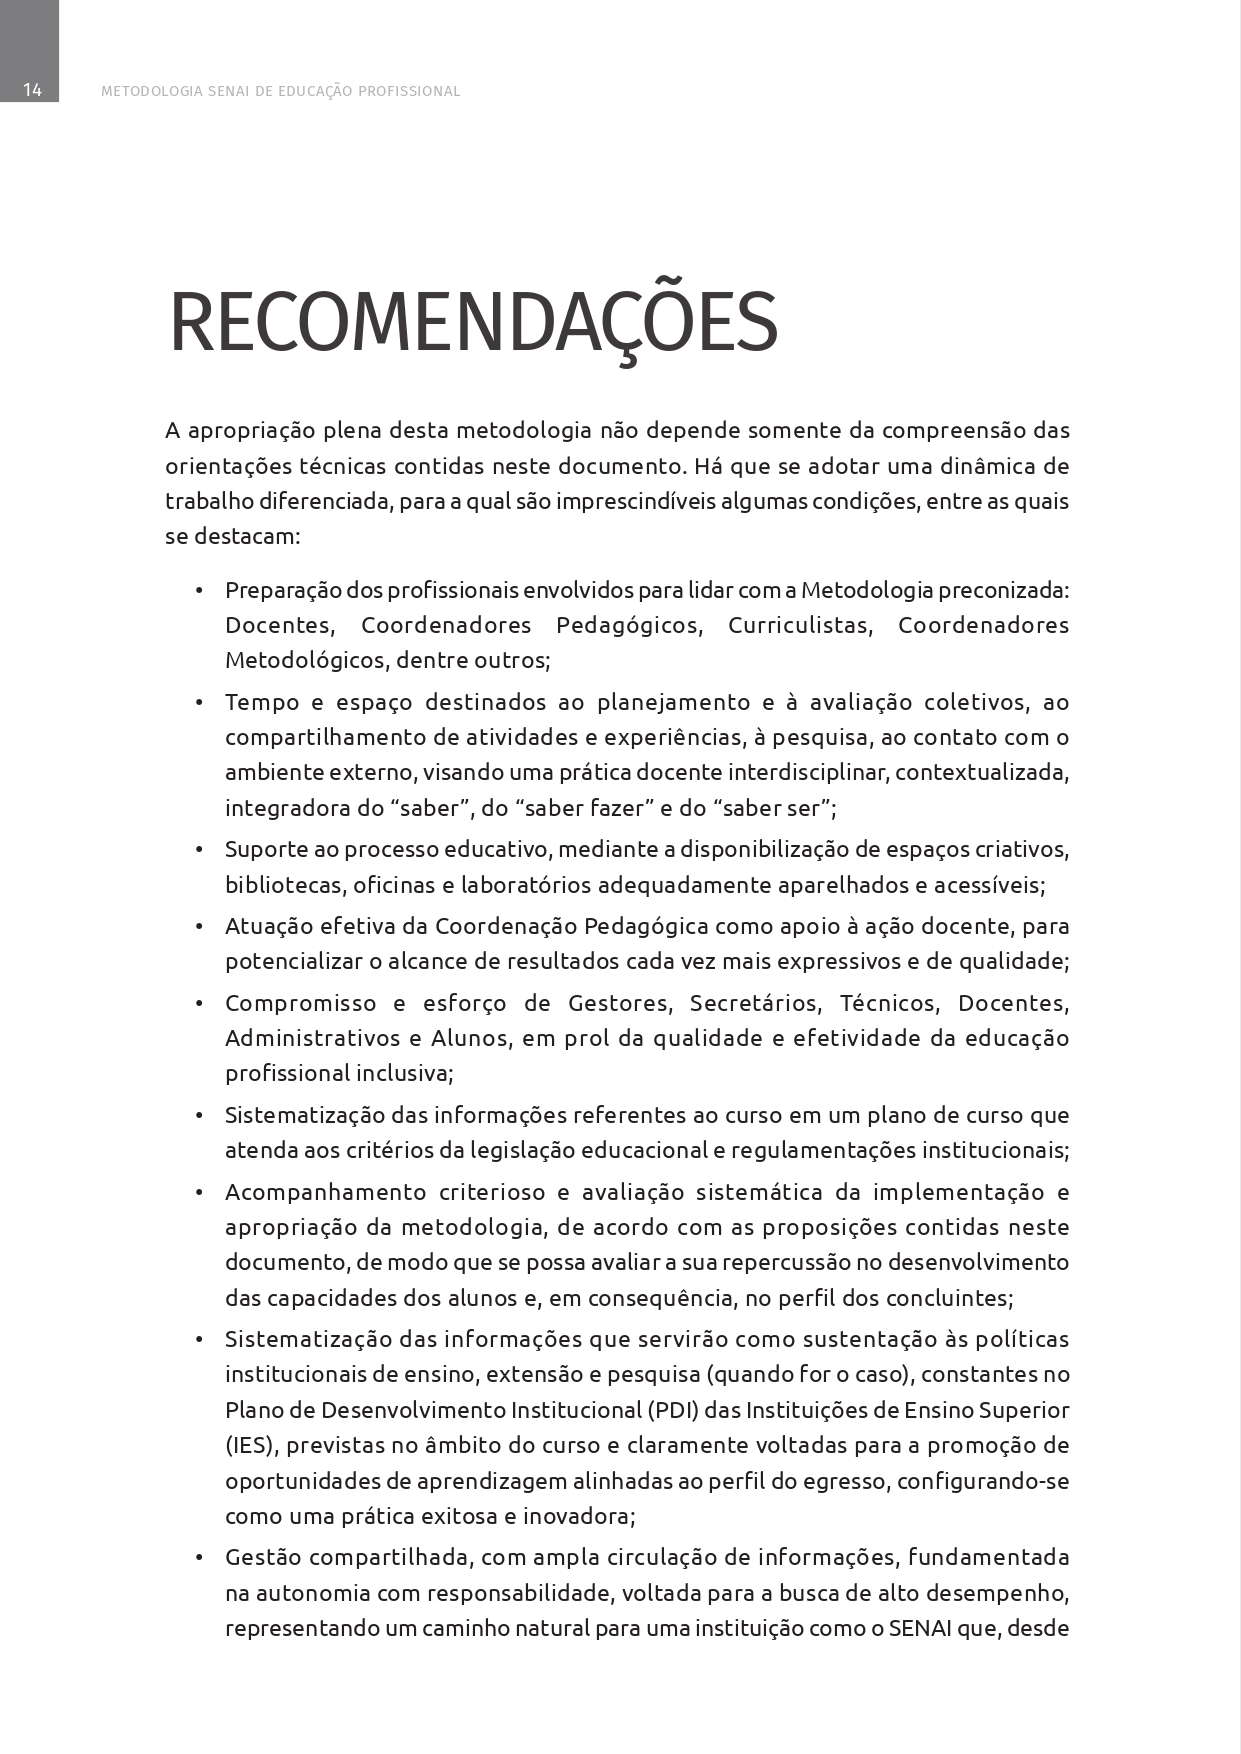 14
METODOLOGIA SENAI DE EDUCAÇÃO PROFISSIONAL
RECOMENDAÇÕES
A apropriação plena desta metodologia não depende somente da compreensão das
orientações técnicas contidas neste documento. Há que se adotar uma dinâmica de
trabalho diferenciada, para a qual são imprescindíveis algumas condições, entre as quais
se destacam:
• Preparação dos profissionais envolvidos para lidar com a Metodologia preconizada:
Docentes, Coordenadores Pedagógicos, Curriculistas, Coordenadores
Metodológicos, dentre outros;
• Tempo e espaço destinados ao planejamento e à avaliação coletivos, ao
compartilhamento de atividades e experiências, à pesquisa, ao contato com o
ambiente externo, visando uma prática docente interdisciplinar, contextualizada,
integradora do “saber”, do “saber fazer” e do “saber ser”;
• Suporte ao processo educativo, mediante a disponibilização de espaços criativos,
bibliotecas, oficinas e laboratórios adequadamente aparelhados e acessíveis;
• Atuação efetiva da Coordenação Pedagógica como apoio à ação docente, para
potencializar o alcance de resultados cada vez mais expressivos e de qualidade;
• Compromisso e esforço de Gestores, Secretários, Técnicos, Docentes,
Administrativos e Alunos, em prol da qualidade e efetividade da educação
profissional inclusiva;
• Sistematização das informações referentes ao curso em um plano de curso que
atenda aos critérios da legislação educacional e regulamentações institucionais;
• Acompanhamento criterioso e avaliação sistemática da implementação e
apropriação da metodologia, de acordo com as proposições contidas neste
documento, de modo que se possa avaliar a sua repercussão no desenvolvimento
das capacidades dos alunos e, em consequência, no perfil dos concluintes;
• Sistematização das informações que servirão como sustentação às políticas
institucionais de ensino, extensão e pesquisa (quando for o caso), constantes no
Plano de Desenvolvimento Institucional (PDI) das Instituições de Ensino Superior
(IES), previstas no âmbito do curso e claramente voltadas para a promoção de
oportunidades de aprendizagem alinhadas ao perfil do egresso, configurando-se
como uma prática exitosa e inovadora;
• Gestão compartilhada, com ampla circulação de informações, fundamentada
na autonomia com responsabilidade, voltada para a busca de alto desempenho,
representando um caminho natural para uma instituição como o SENAI que, desde